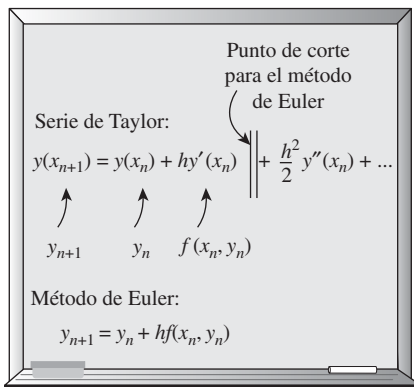 Punto de corte
para el método
de Euler
Serie de Taylor:
y(xₙ₊₁) = y(xₙ) + hy′(xₙ) + h²/2 y″(xₙ) + ...
yₙ₊₁ yₙ f(xₙ, yₙ)
Método de Euler:
yₙ₊₁ = yₙ + hf(xₙ, yₙ)